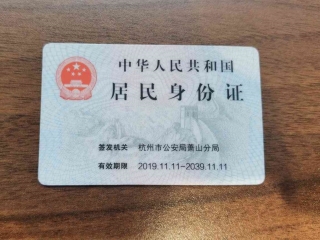 中华人民共和国
居民身份证
签发机关 杭州市公安局萧山分局
有效期限 2019.11.11-2039.11.11